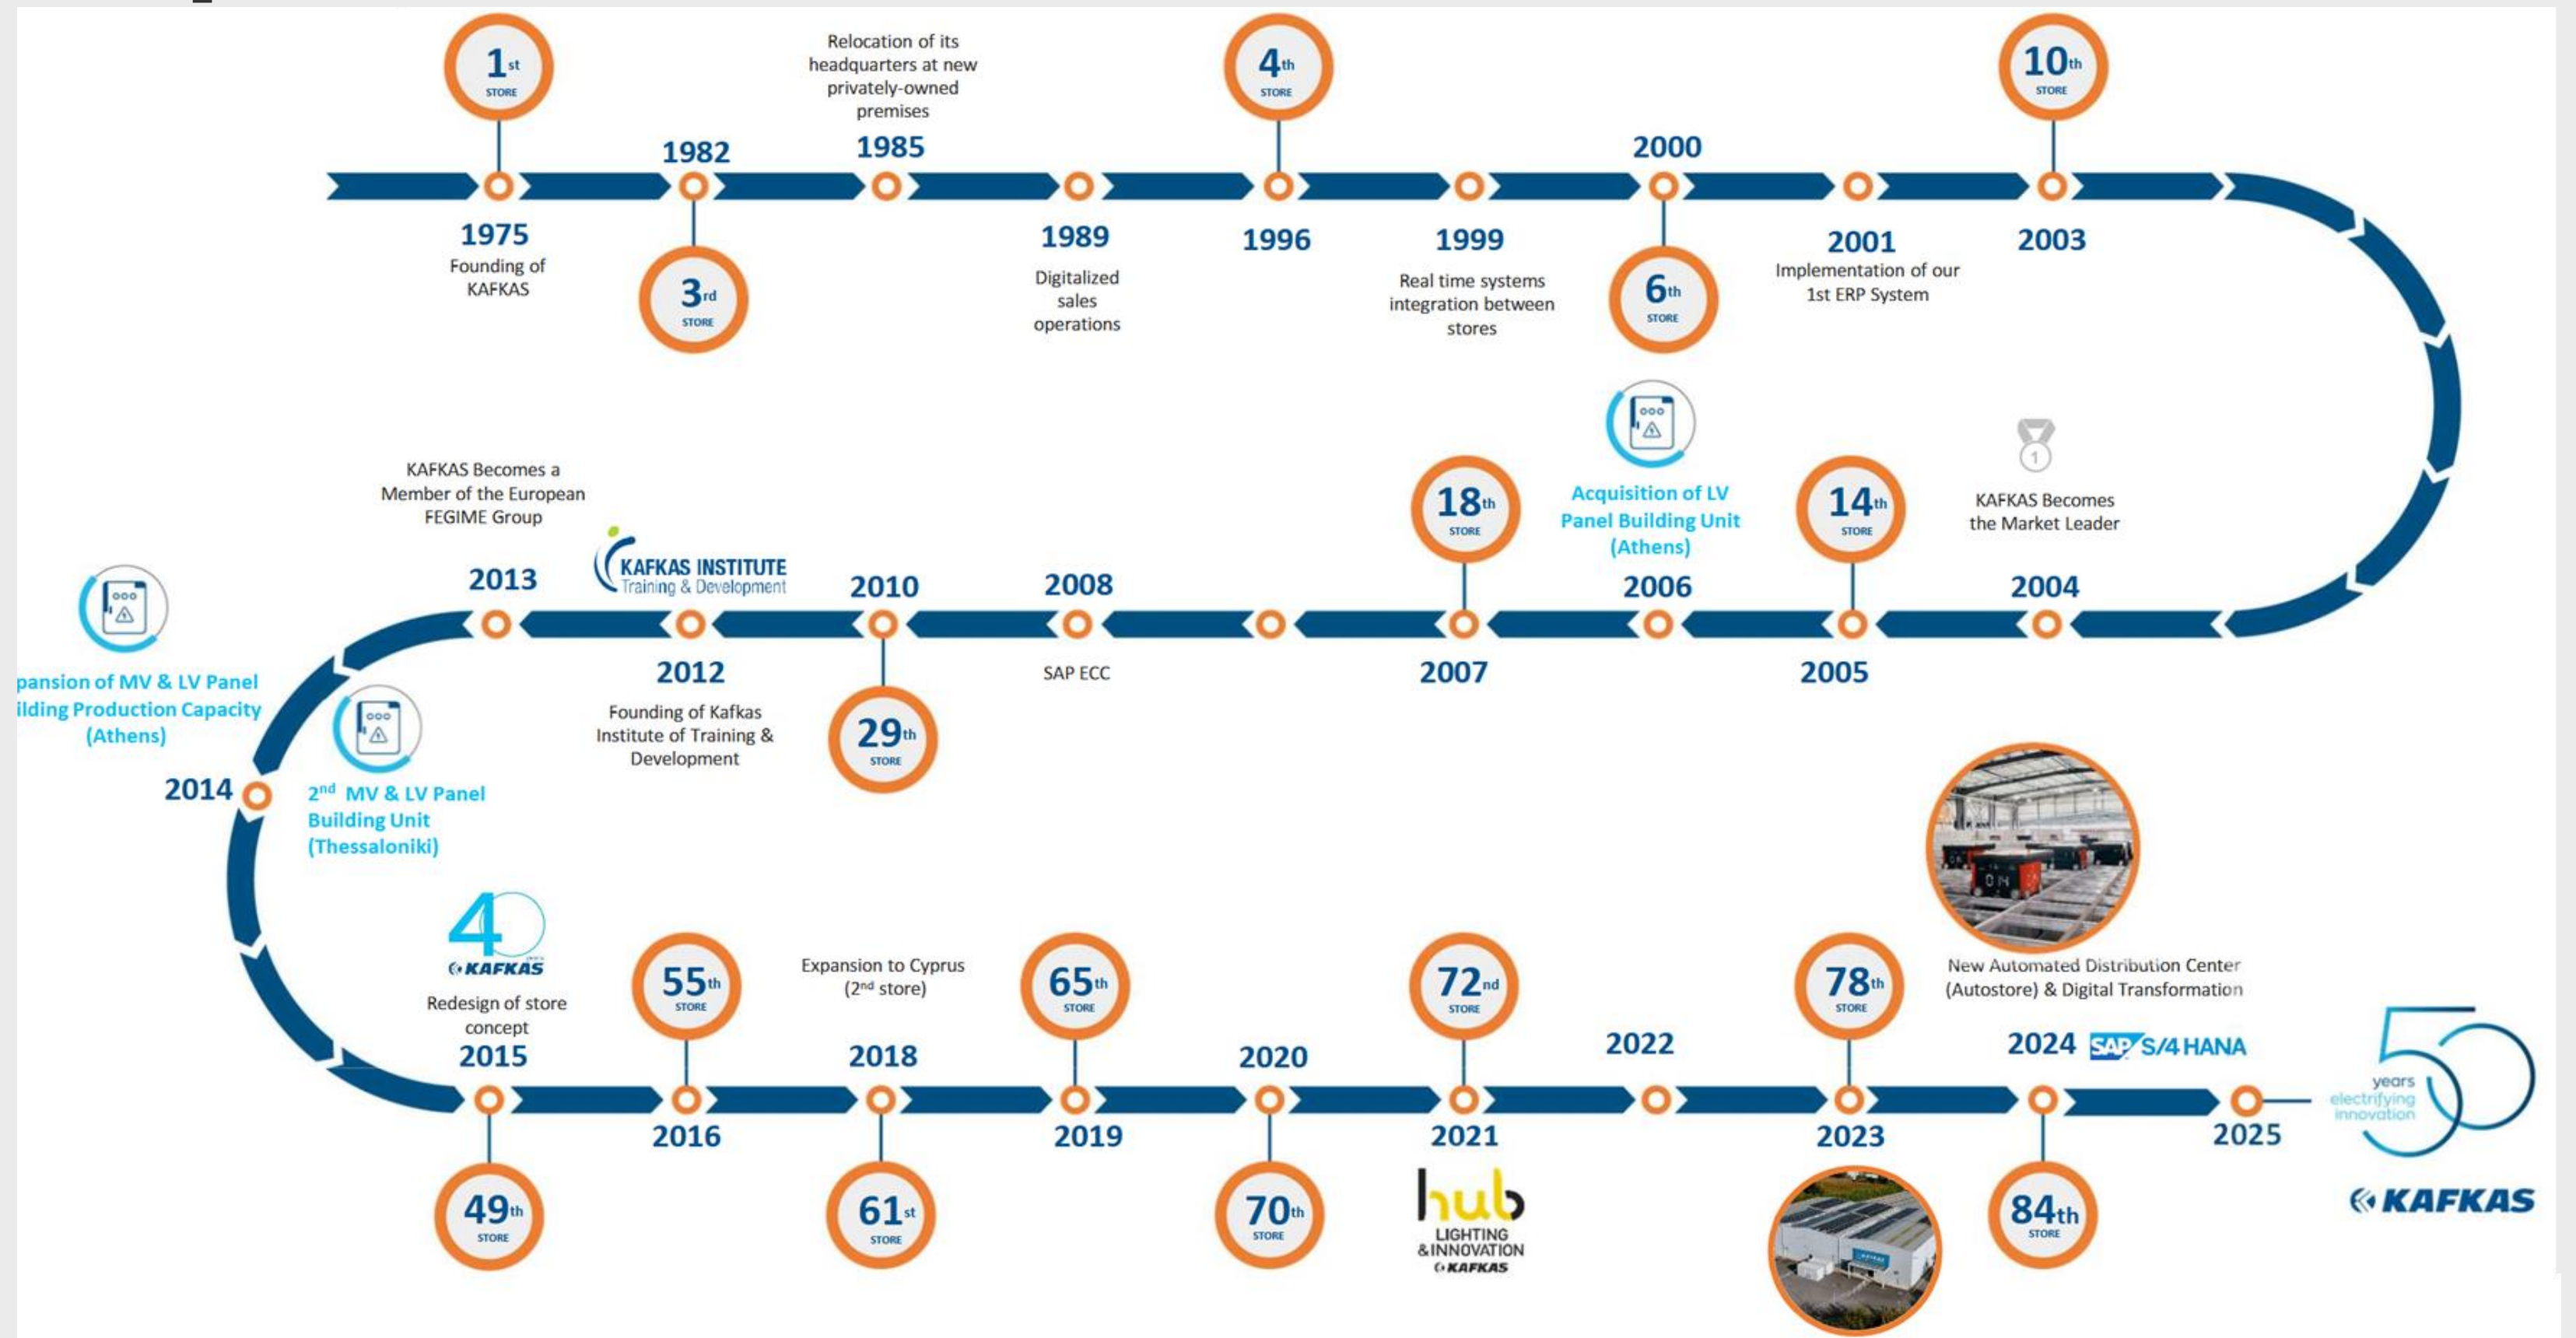 1st
STORE
1975
Founding of
KAFKAS
1982
3rd
STORE
Relocation of its
headquarters at new
privately-owned
premises
1985
1989
Digitalized
sales
operations
4th
STORE
1996
1999
Real time systems
integration between
stores
2000
6th
STORE
2001
Implementation of our
1st ERP System
10th
STORE
2003
1
KAFKAS Becomes
the Market Leader
2004
14th
STORE
2005
Acquisition of LV
Panel Building Unit
(Athens)
2006
18th
STORE
2007
2008
SAP ECC
2010
29th
STORE
KAFKAS INSTITUTE
Training & Development
2012
Founding of Kafkas
Institute of Training &
Development
KAFKAS Becomes a
Member of the European
FEGIME Group
2013
pansion of MV & LV Panel
ilding Production Capacity
(Athens)
2014
2nd MV & LV Panel
Building Unit
(Thessaloniki)
40
KAFKAS
Redesign of store
concept
2015
49th
STORE
55th
STORE
2016
Expansion to Cyprus
(2nd store)
2018
61st
STORE
65th
STORE
2019
2020
70th
STORE
72nd
STORE
2021
hub
LIGHTING
&INNOVATION
KAFKAS
2022
78th
STORE
2023
New Automated Distribution Center
(Autostore) & Digital Transformation
2024 SAP S/4HANA
84th
STORE
2025
50
years
electrifying
innovation
KAFKAS